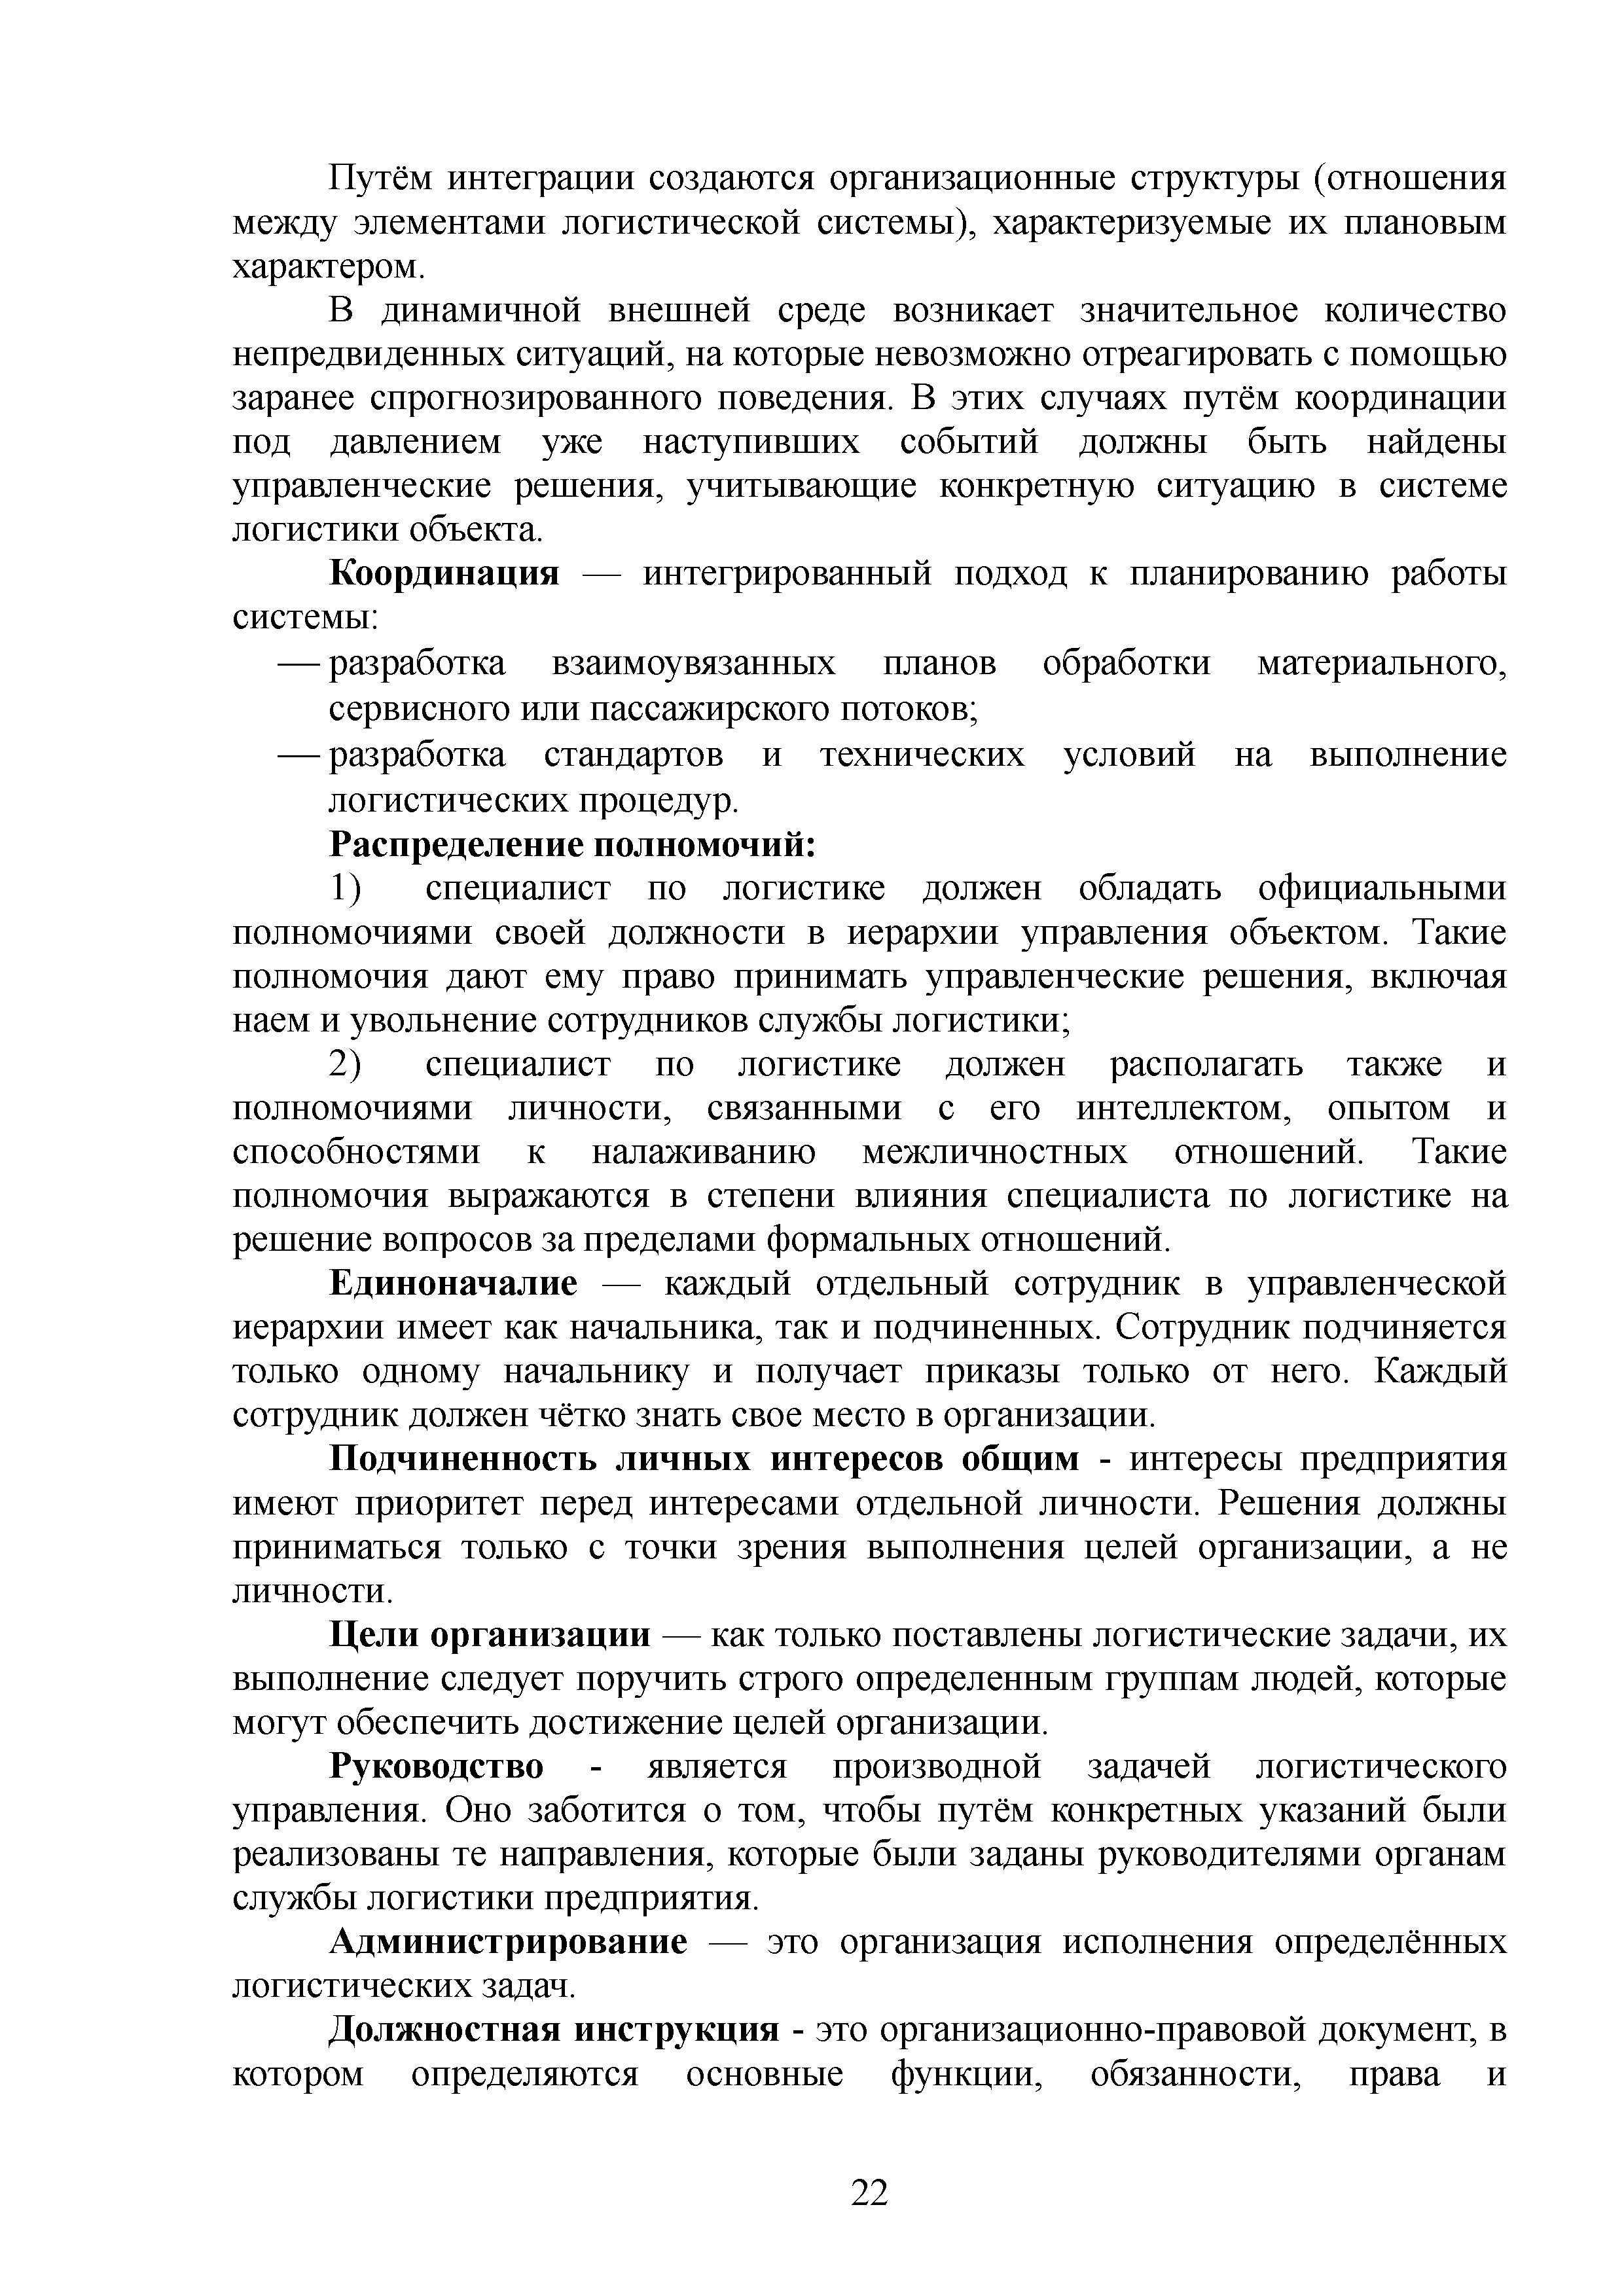 Путём интеграции создаются организационные структуры (отношения
между элементами логистической системы), характеризуемые их плановым
характером.
В динамичной внешней среде возникает значительное количество
непредвиденных ситуаций, на которые невозможно отреагировать с помощью
заранее спрогнозированного поведения. В этих случаях путём координации
под давлением уже наступивших событий должны быть найдены
управленческие решения, учитывающие конкретную ситуацию в системе
логистики объекта.
Координация — интегрированный подход к планированию работы
системы:
— разработка взаимоувязанных планов обработки материального,
сервисного или пассажирского потоков;
— разработка стандартов и технических условий на выполнение
логистических процедур.
Распределение полномочий:
1) специалист по логистике должен обладать официальными
полномочиями своей должности в иерархии управления объектом. Такие
полномочия дают ему право принимать управленческие решения, включая
наем и увольнение сотрудников службы логистики;
2) специалист по логистике должен располагать также и
полномочиями личности, связанными с его интеллектом, опытом и
способностями к налаживанию межличностных отношений. Такие
полномочия выражаются в степени влияния специалиста по логистике на
решение вопросов за пределами формальных отношений.
Единоначалие — каждый отдельный сотрудник в управленческой
иерархии имеет как начальника, так и подчиненных. Сотрудник подчиняется
только одному начальнику и получает приказы только от него. Каждый
сотрудник должен чётко знать свое место в организации.
Подчиненность личных интересов общим - интересы предприятия
имеют приоритет перед интересами отдельной личности. Решения должны
приниматься только с точки зрения выполнения целей организации, а не
личности.
Цели организации — как только поставлены логистические задачи, их
выполнение следует поручить строго определенным группам людей, которые
могут обеспечить достижение целей организации.
Руководство - является производной задачей логистического
управления. Оно заботится о том, чтобы путём конкретных указаний были
реализованы те направления, которые были заданы руководителями органам
службы логистики предприятия.
Администрирование — это организация исполнения определённых
логистических задач.
Должностная инструкция - это организационно-правовой документ, в
котором определяются основные функции, обязанности, права и
22